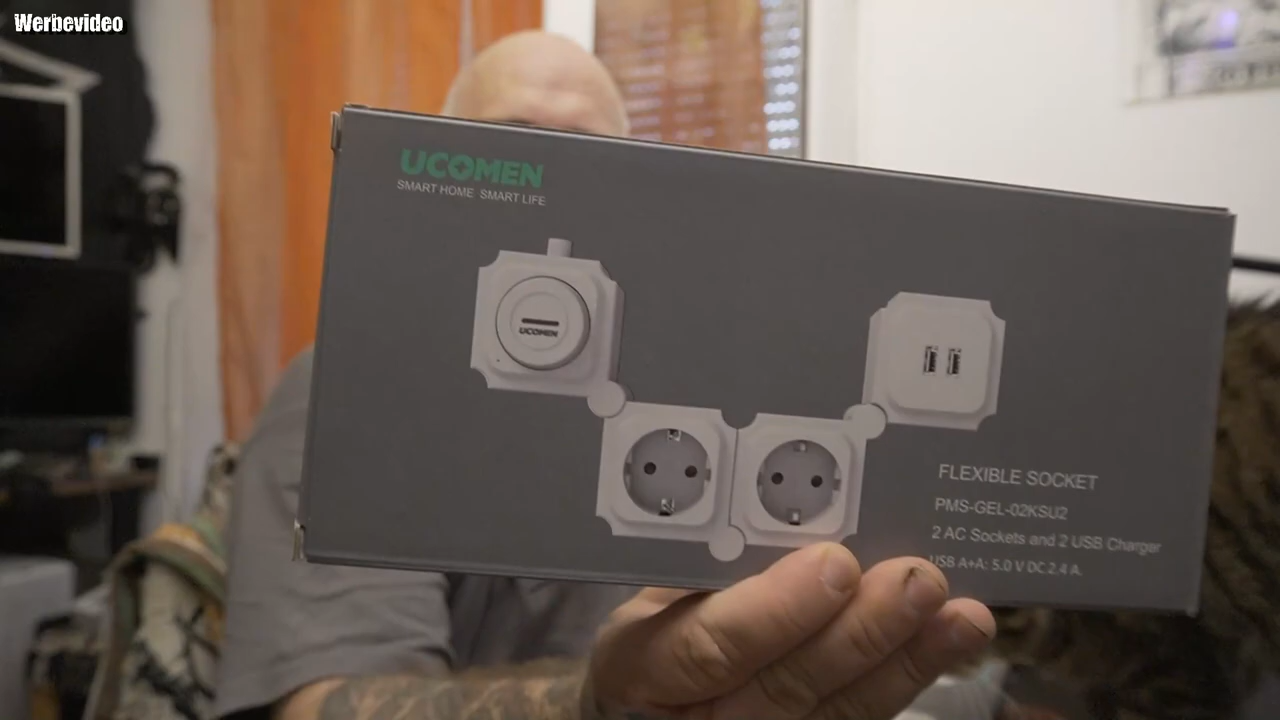 Werbevideo
UCOMEN
SMART HOME SMART LIFE
UCOMEN
FLEXIBLE SOCKET
PMS-GEL-02KSU2
2 AC Sockets and 2 USB Charger
USB A+A: 5.0 V DC 2.4 A.